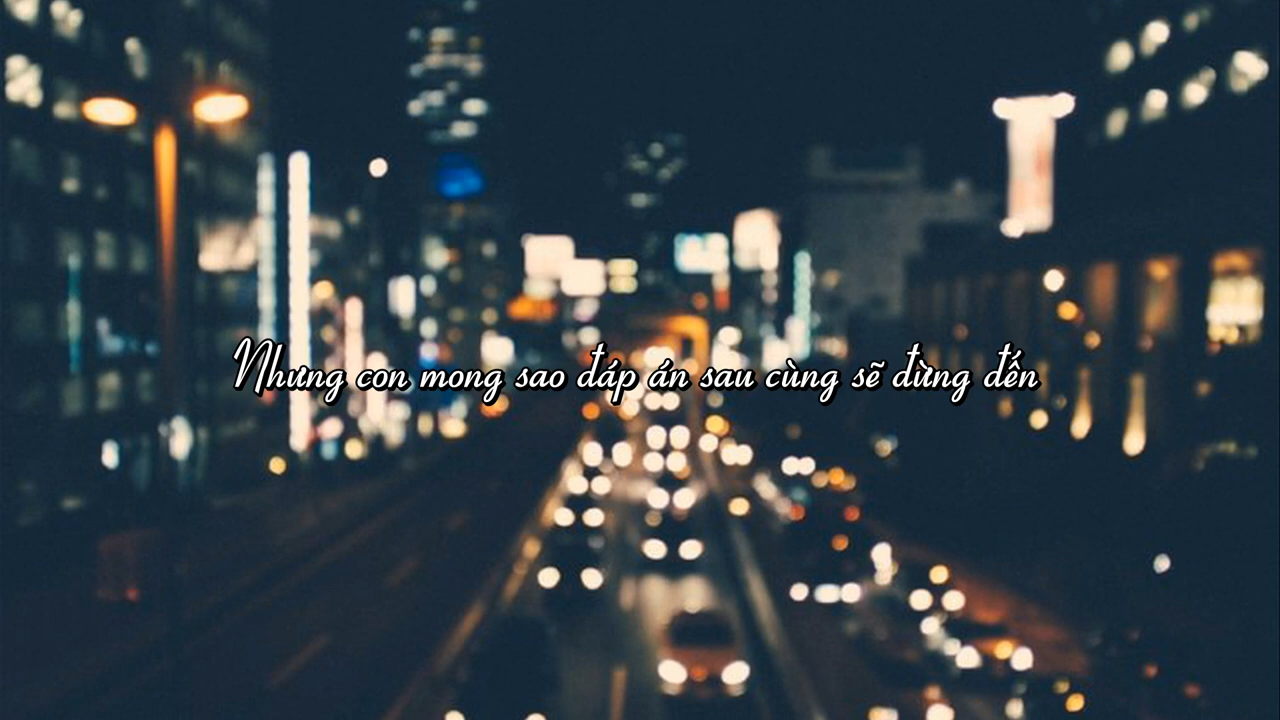 Nhưng con mong sao đáp án sau cùng sẽ đừng đến